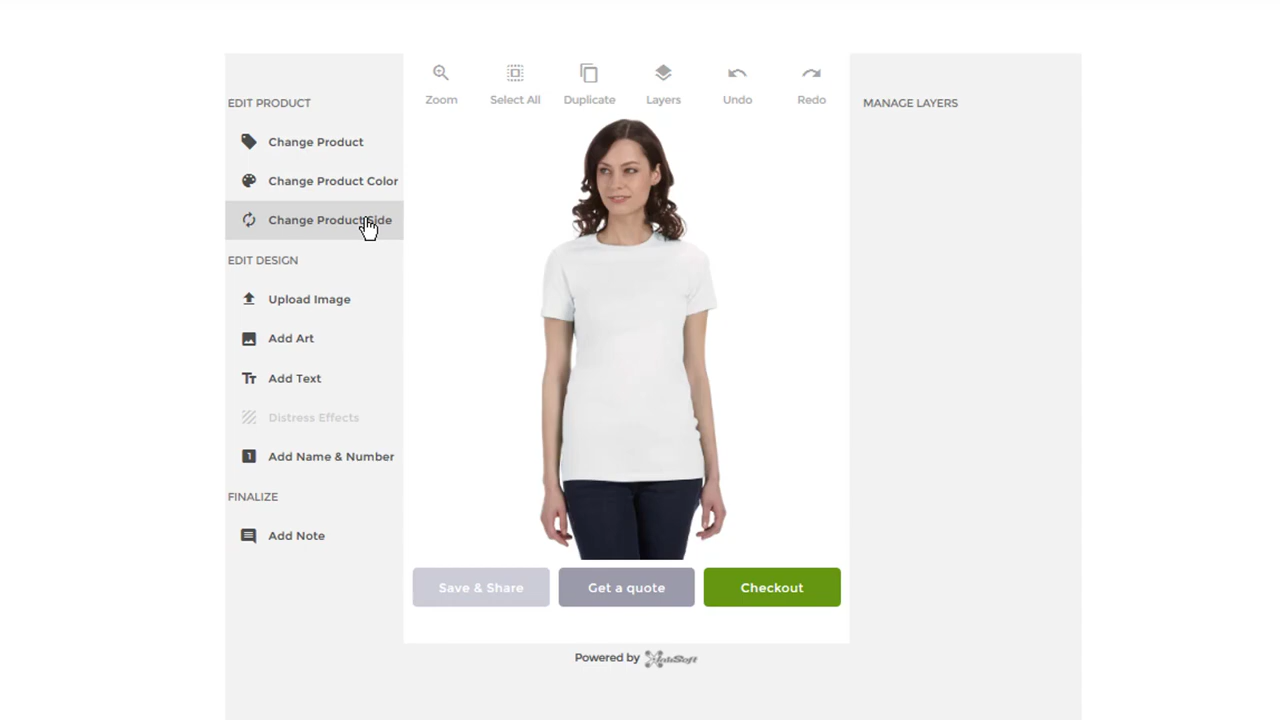 EDIT PRODUCT
Change Product
Change Product Color
Change Product Side
EDIT DESIGN
Upload Image
Add Art
Add Text
Distress Effects
1 Add Name & Number
FINALIZE
Add Note
Zoom
Select All
Duplicate
Layers
Undo
Redo
Save & Share
Get a quote
Checkout
Powered by
MANAGE LAYERS